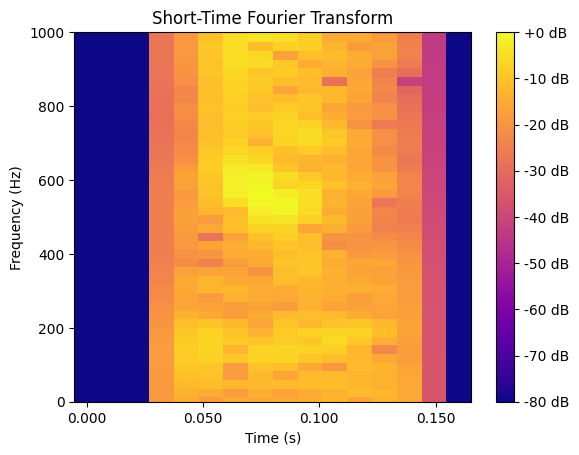 Short-Time Fourier Transform
1000
800
600
400
200
0
Frequency (Hz)
0.000
0.050
0.100
0.150
Time (s)
+0 dB
-10 dB
-20 dB
-30 dB
-40 dB
-50 dB
-60 dB
-70 dB
-80 dB